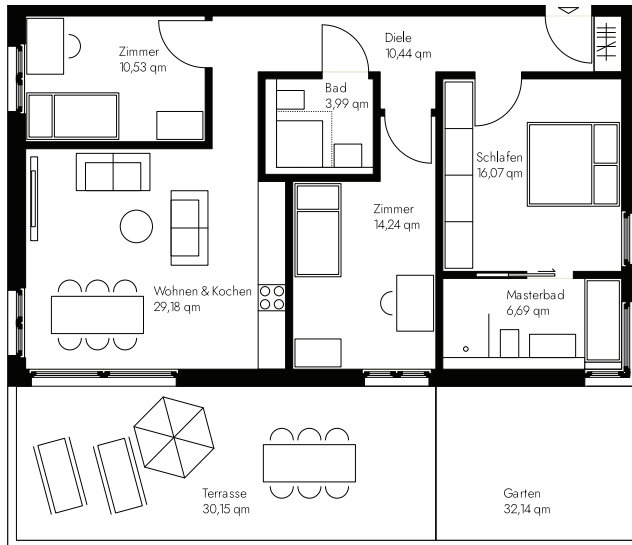 Zimmer
10,53 qm
Diele
10,44 qm
Bad
3,99 qm
Schlafen
16,07 qm
Zimmer
14,24 qm
Wohnen & Kochen
29,18 qm
Masterbad
6,69 qm
Terrasse
30,15 qm
Garten
32,14 qm